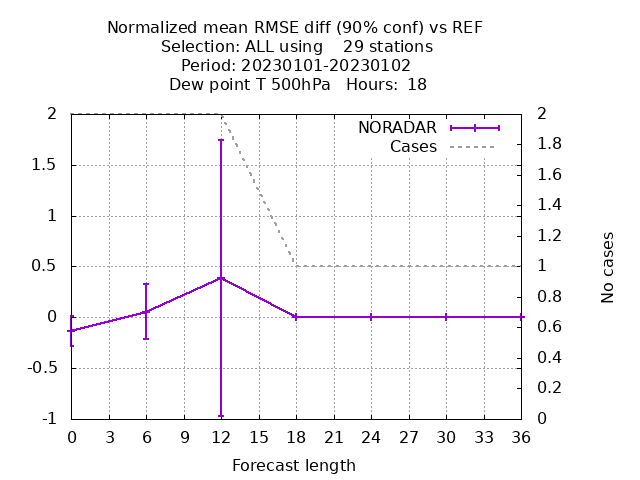 Normalized mean RMSE diff (90% conf) vs REF
Selection: ALL using    29 stations
Period: 20230101-20230102
Dew point T 500hPa   Hours:  18
NORADAR
Cases
2
1.5
1
0.5
0
-0.5
-1
2
1.8
1.6
1.4
1.2
1
0.8
0.6
0.4
0.2
0
No cases
0 3 6 9 12 15 18 21 24 27 30 33 36
Forecast length